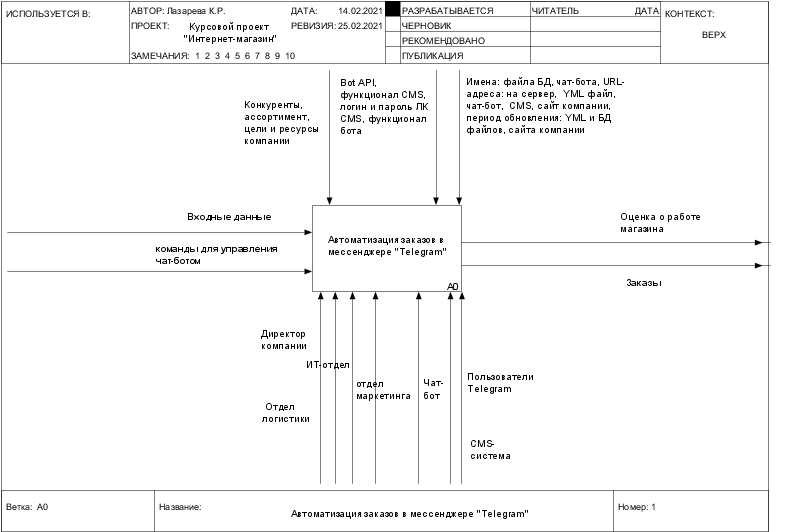 ИСПОЛЬЗУЕТСЯ В:
АВТОР: Лазарева К.Р.
ДАТА: 14.02.2021
РАЗРАБАТЫВАЕТСЯ
ЧИТАТЕЛЬ
ДАТА
КОНТЕКСТ:
ПРОЕКТ: Курсовой проект
"Интернет-магазин"
РЕВИЗИЯ: 25.02.2021
ЧЕРНОВИК
РЕКОМЕНДОВАНО
ВЕРХ
ЗАМЕЧАНИЯ: 1 2 3 4 5 6 7 8 9 10
ПУБЛИКАЦИЯ
Конкуренты,
ассортимент,
цели и ресурсы
компании
Bot API,
функционал CMS,
логин и пароль ЛК
CMS, функционал
бота
Имена: файла БД, чат-бота, URL-
адреса: на сервер, YML файл,
чат-бот, CMS, сайт компании,
период обновления: YML и БД
файлов, сайта компании
Входные данные
команды для управления
чат-ботом
Автоматизация заказов в
мессенджере "Telegram"
A0
Оценка о работе
магазина
Заказы
Директор
компании
ИТ-отдел
Отдел
логистики
отдел
маркетинга
Чат-
бот
Пользователи
Telegram
CMS-
система
Ветка: A0
Название:
Автоматизация заказов в мессенджере "Telegram"
Номер: 1